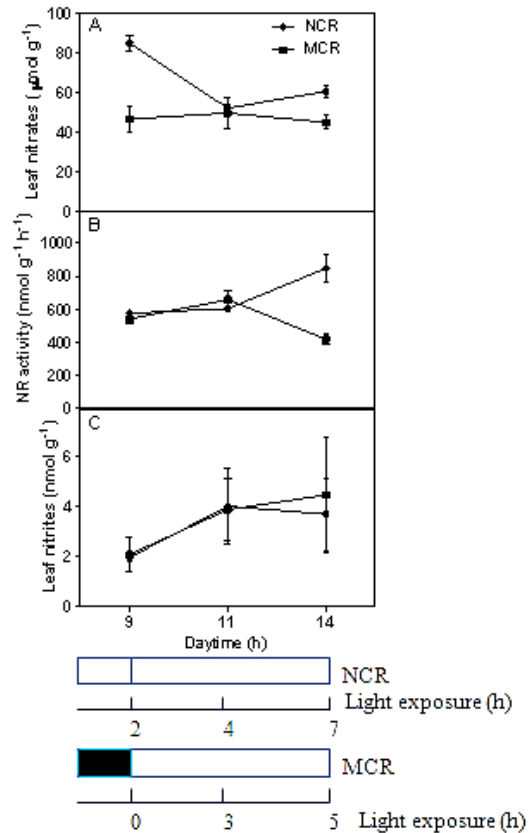 100
A
NCR
MCR
80
60
40
20
0
Leaf nitrates (μmol g⁻¹)
B
1000
800
600
400
200
0
NR activity (nmol g⁻¹ h⁻¹)
C
6
4
2
0
Leaf nitrites (nmol g⁻¹)
9 11 14
Daytime (h)
NCR
Light exposure (h)
2 4 7
MCR
0 3 5 Light exposure (h)